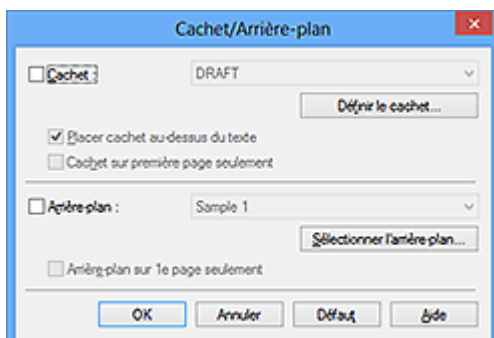 Cachet/Arrière-plan
Cachet : DRAFT
Définir le cachet...
Placer cachet au-dessus du texte
Cachet sur première page seulement
Arrière-plan : Sample 1
Sélectionner l'arrière-plan...
Arrière-plan sur 1e page seulement
OK Annuler Défaut Aide